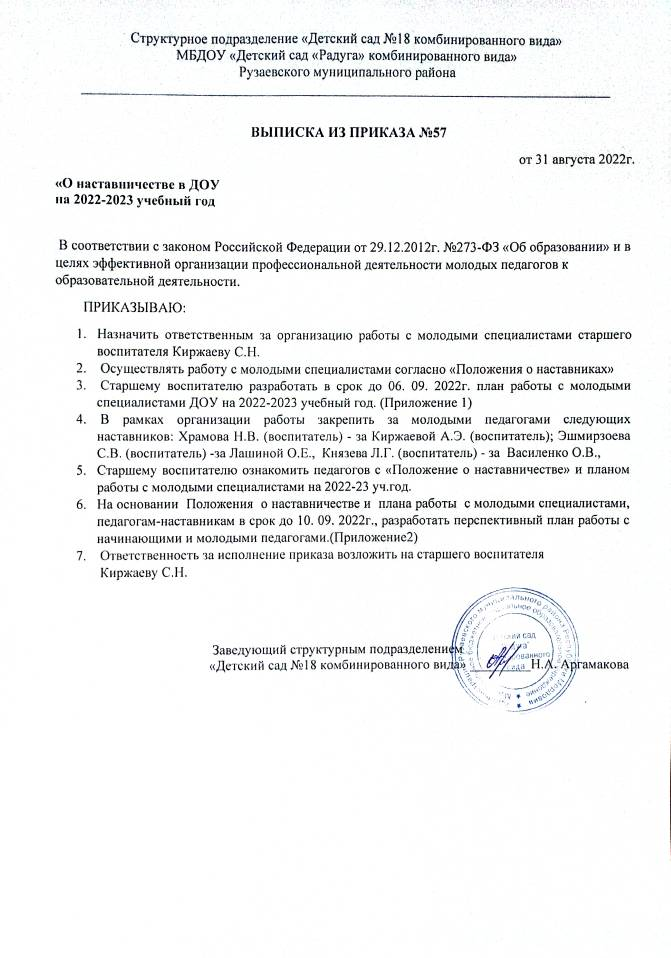 Структурное подразделение «Детский сад №18 комбинированного вида»
МБДОУ «Детский сад «Радуга» комбинированного вида»
Рузаевского муниципального района
ВЫПИСКА ИЗ ПРИКАЗА №57
от 31 августа 2022г.
«О наставничестве в ДОУ
на 2022-2023 учебный год
В соответствии с законом Российской Федерации от 29.12.2012г. №273-ФЗ «Об образовании» и в
целях эффективной организации профессиональной деятельности молодых педагогов к
образовательной деятельности.
ПРИКАЗЫВАЮ:
1. Назначить ответственным за организацию работы с молодыми специалистами старшего
воспитателя Киржаеву С.Н.
2. Осуществлять работу с молодыми специалистами согласно «Положения о наставниках»
3. Старшему воспитателю разработать в срок до 06. 09. 2022г. план работы с молодыми
специалистами ДОУ на 2022-2023 учебный год. (Приложение 1)
4. В рамках организации работы закрепить за молодыми педагогами следующих
наставников: Храмова Н.В. (воспитатель) - за Киржаевой А.Э. (воспитатель); Эшмирзоева
С.В. (воспитатель) -за Лашиной О.Е., Князева Л.Г. (воспитатель) - за Василенко О.В.,
5. Старшему воспитателю ознакомить педагогов с «Положение о наставничестве» и планом
работы с молодыми специалистами на 2022-23 уч.год.
6. На основании Положения о наставничестве и плана работы с молодыми специалистами,
педагогам-наставникам в срок до 10. 09. 2022г., разработать перспективный план работы с
начинающими и молодыми педагогами.(Приложение2)
7. Ответственность за исполнение приказа возложить на старшего воспитателя
Киржаеву С.Н.
Заведующий структурным подразделением
«Детский сад №18 комбинированного вида» Н.А. Аргамакова